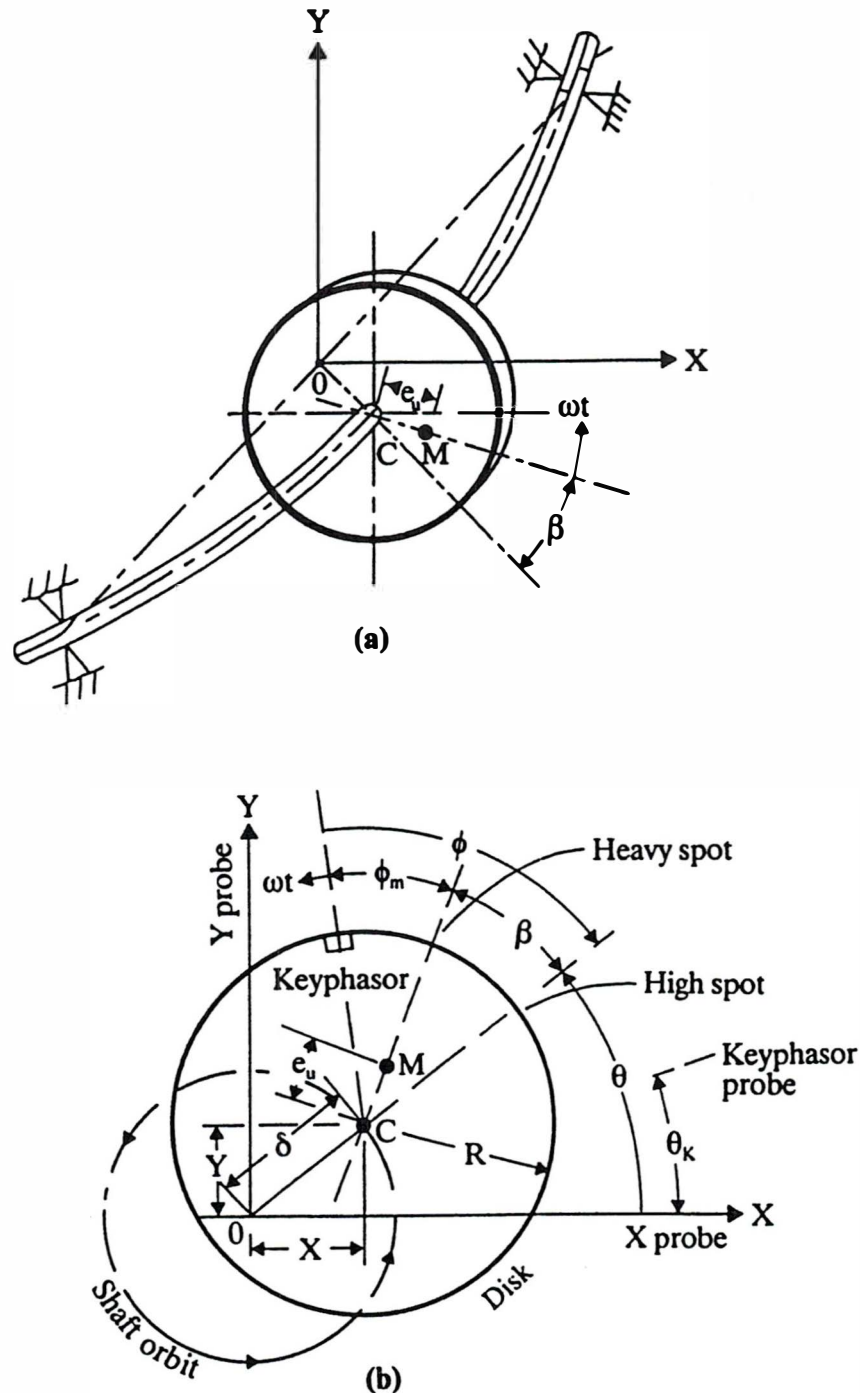 Y
X
0
e_u
ωt
C
M
β
(a)
Y
Y probe
ωt
ϕ_m
ϕ
Heavy spot
β
Keyphasor
High spot
M
e_u
Keyphasor
probe
θ
C
δ
R
θ_K
Y
0
X
X probe
X
Disk
Shaft orbit
(b)